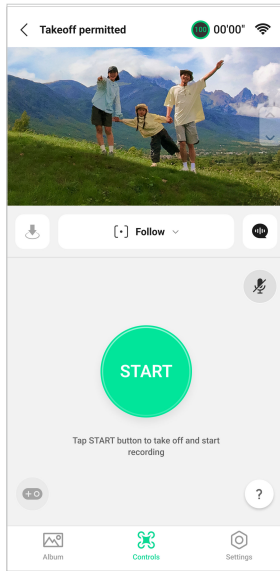 Takeoff permitted
100 00'00"
Follow
START
Tap START button to take off and start
recording
?
Album
Controls
Settings